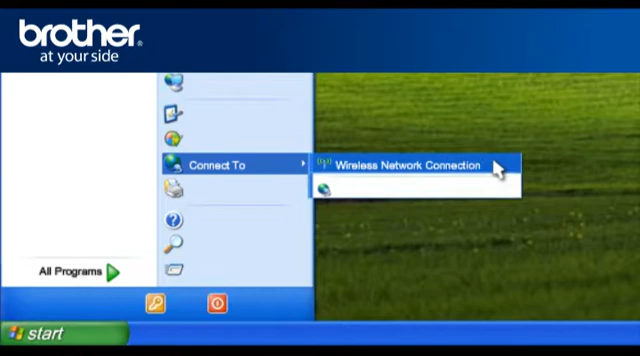 brother
at your side
Connect To
Wireless Network Connection
All Programs
start